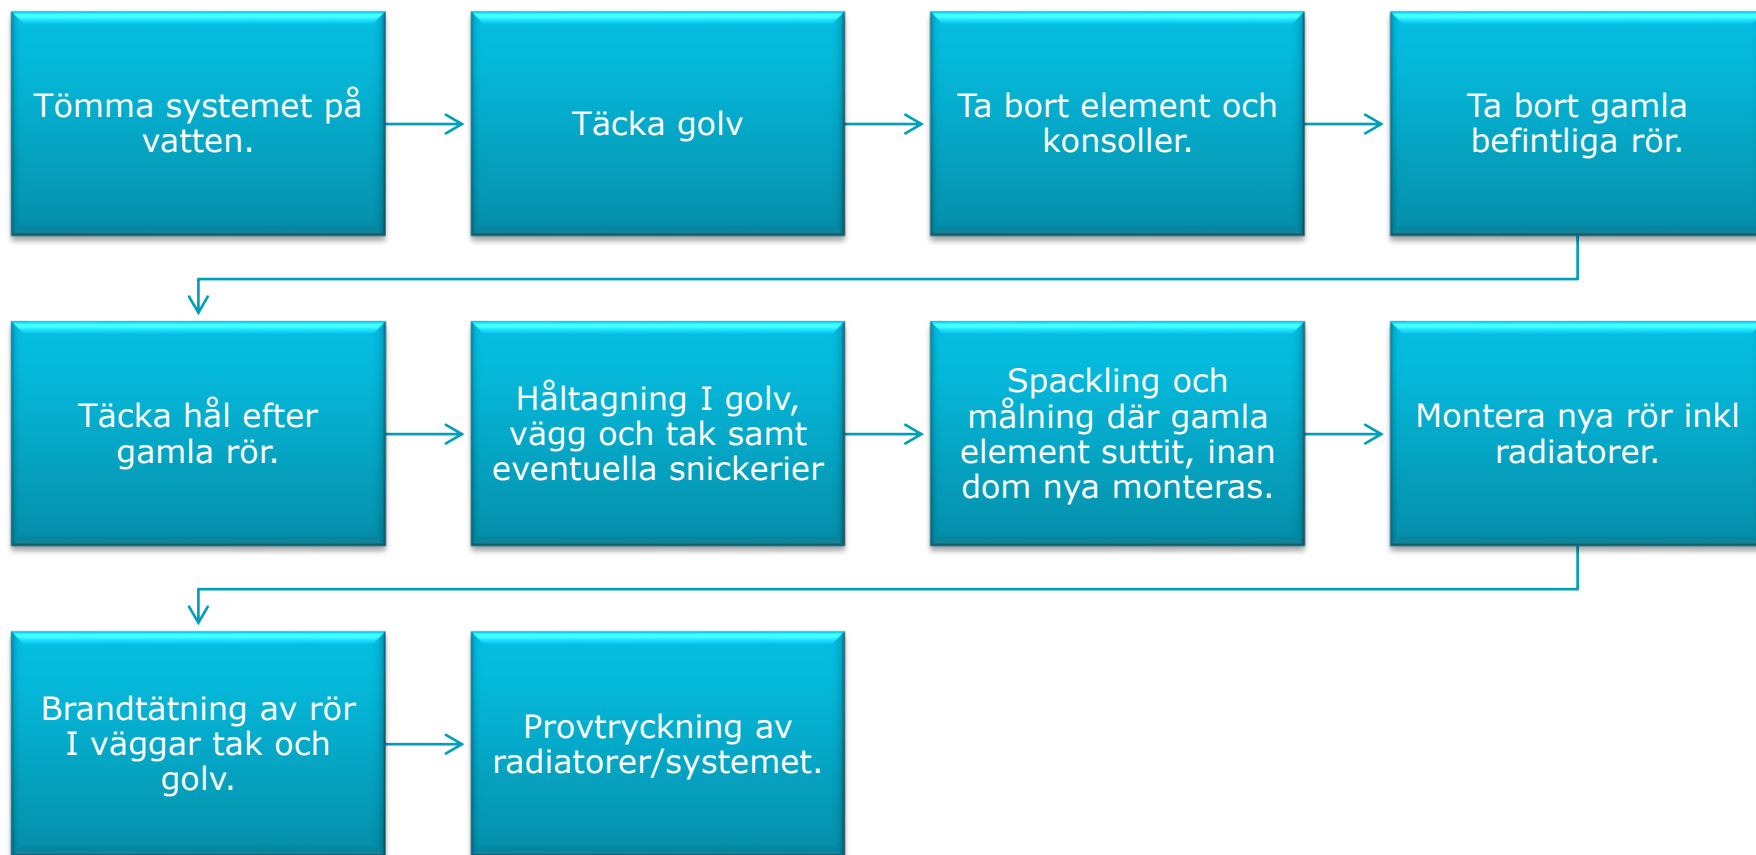 Tömma systemet på
vatten.
Täcka golv
Ta bort element och
konsoller.
Ta bort gamla
befintliga rör.
Täcka hål efter
gamla rör.
Håltagning I golv,
vägg och tak samt
eventuella snickerier
Spackling och
målning där gamla
element suttit, inan
dom nya monteras.
Montera nya rör inkl
radiatorer.
Brandtätning av rör
I väggar tak och
golv.
Provtryckning av
radiatorer/systemet.